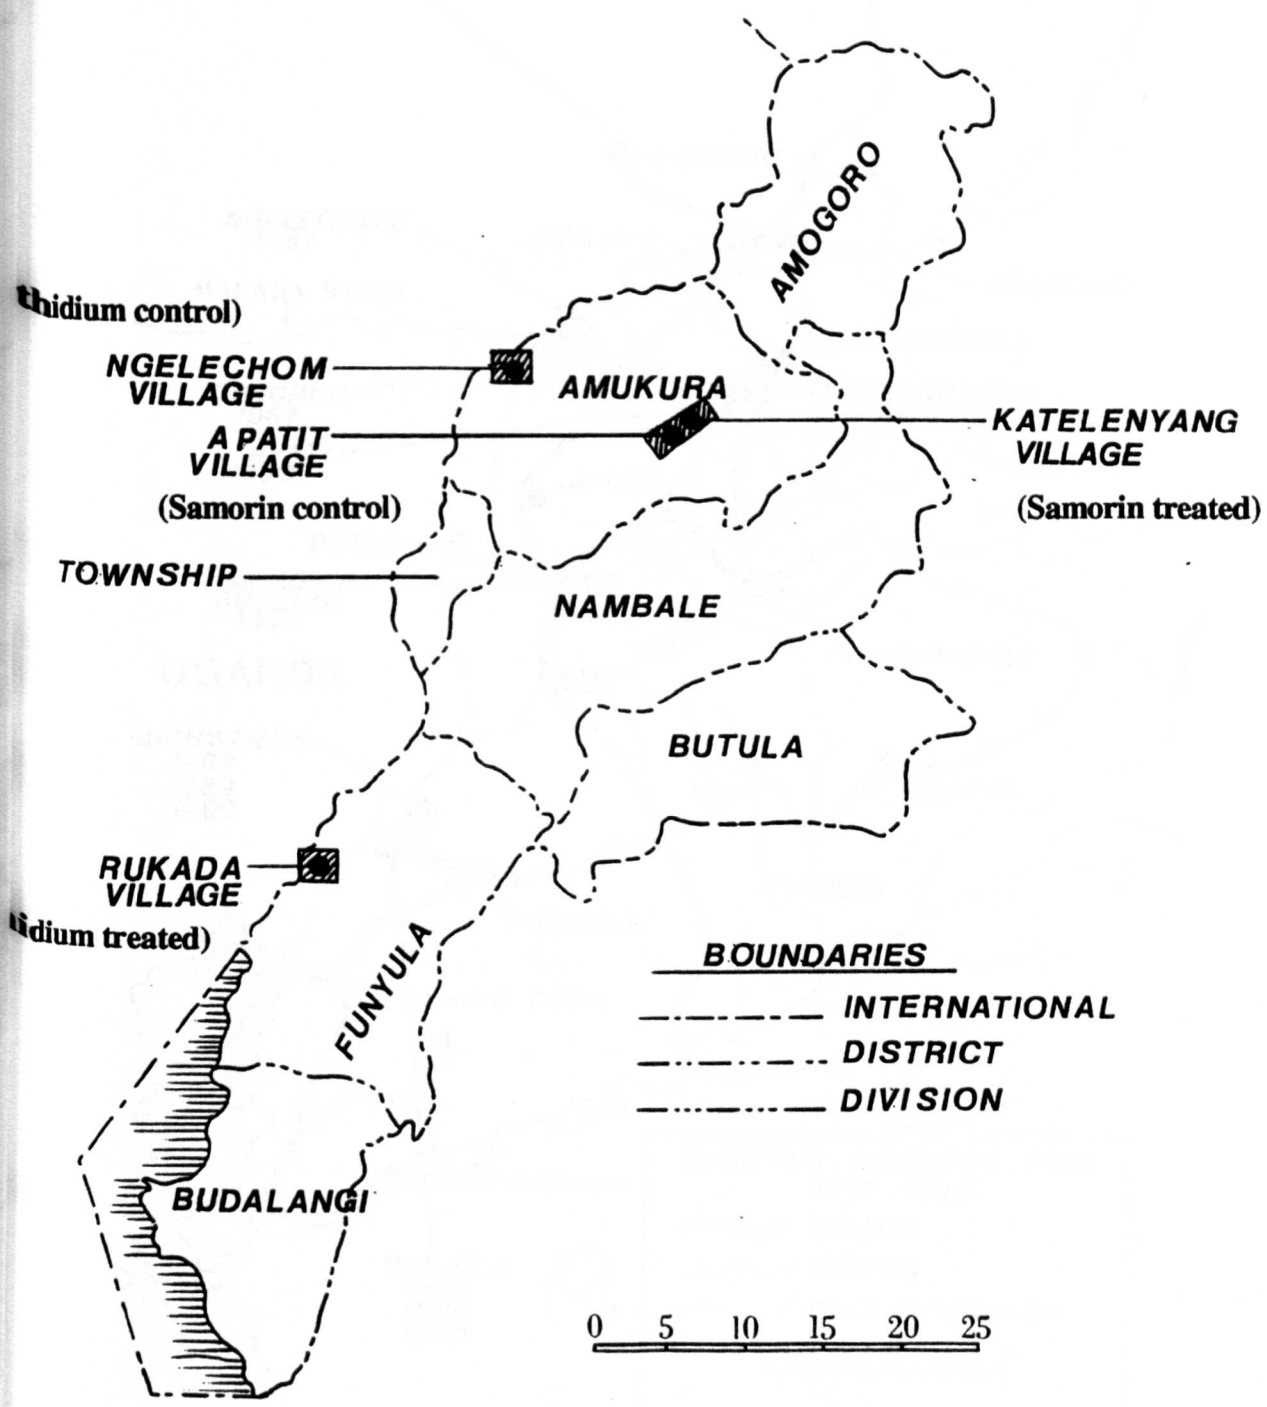 AMOGORO
thidium control)
NGELECHOM
VILLAGE
AMUKURA
APATIT
VILLAGE
(Samorin control)
KATELENYANG
VILLAGE
(Samorin treated)
TOWNSHIP
NAMBALE
BUTULA
RUKADA
VILLAGE
idium treated)
FUNYULA
BOUNDARIES
INTERNATIONAL
DISTRICT
DIVISION
BUDALANGI
0 5 10 15 20 25